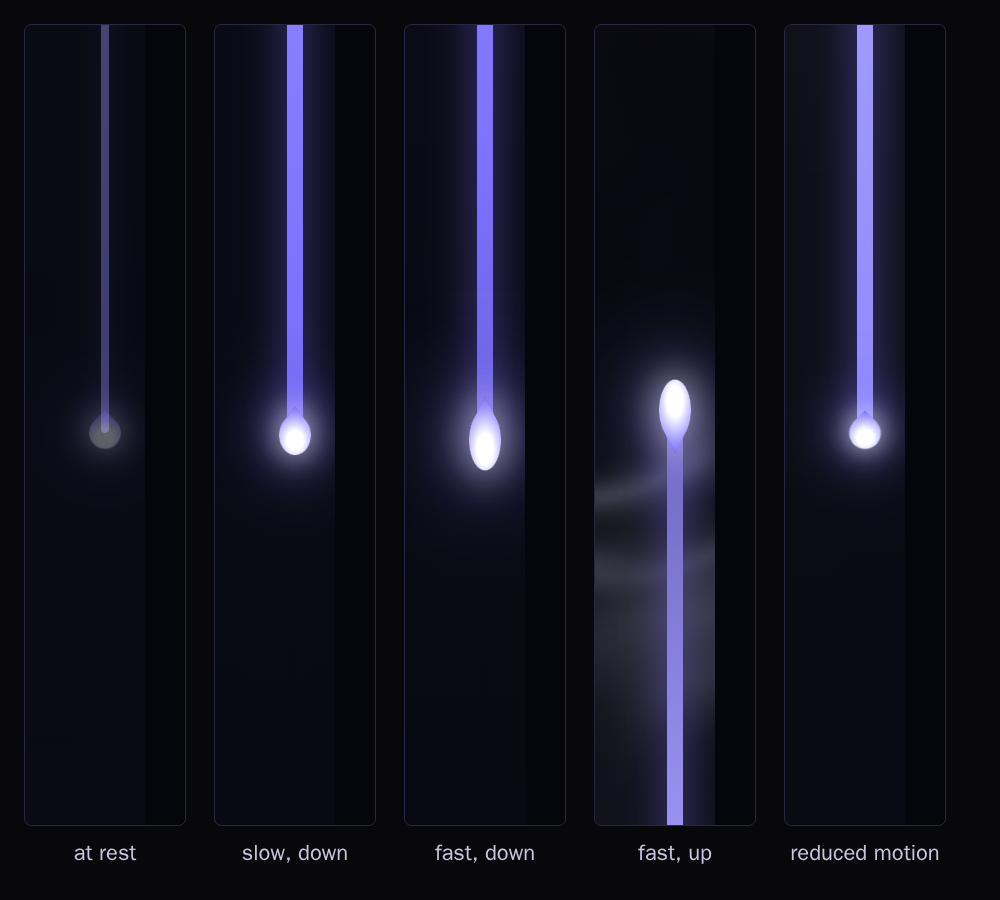 at rest
slow, down
fast, down
fast, up
reduced motion